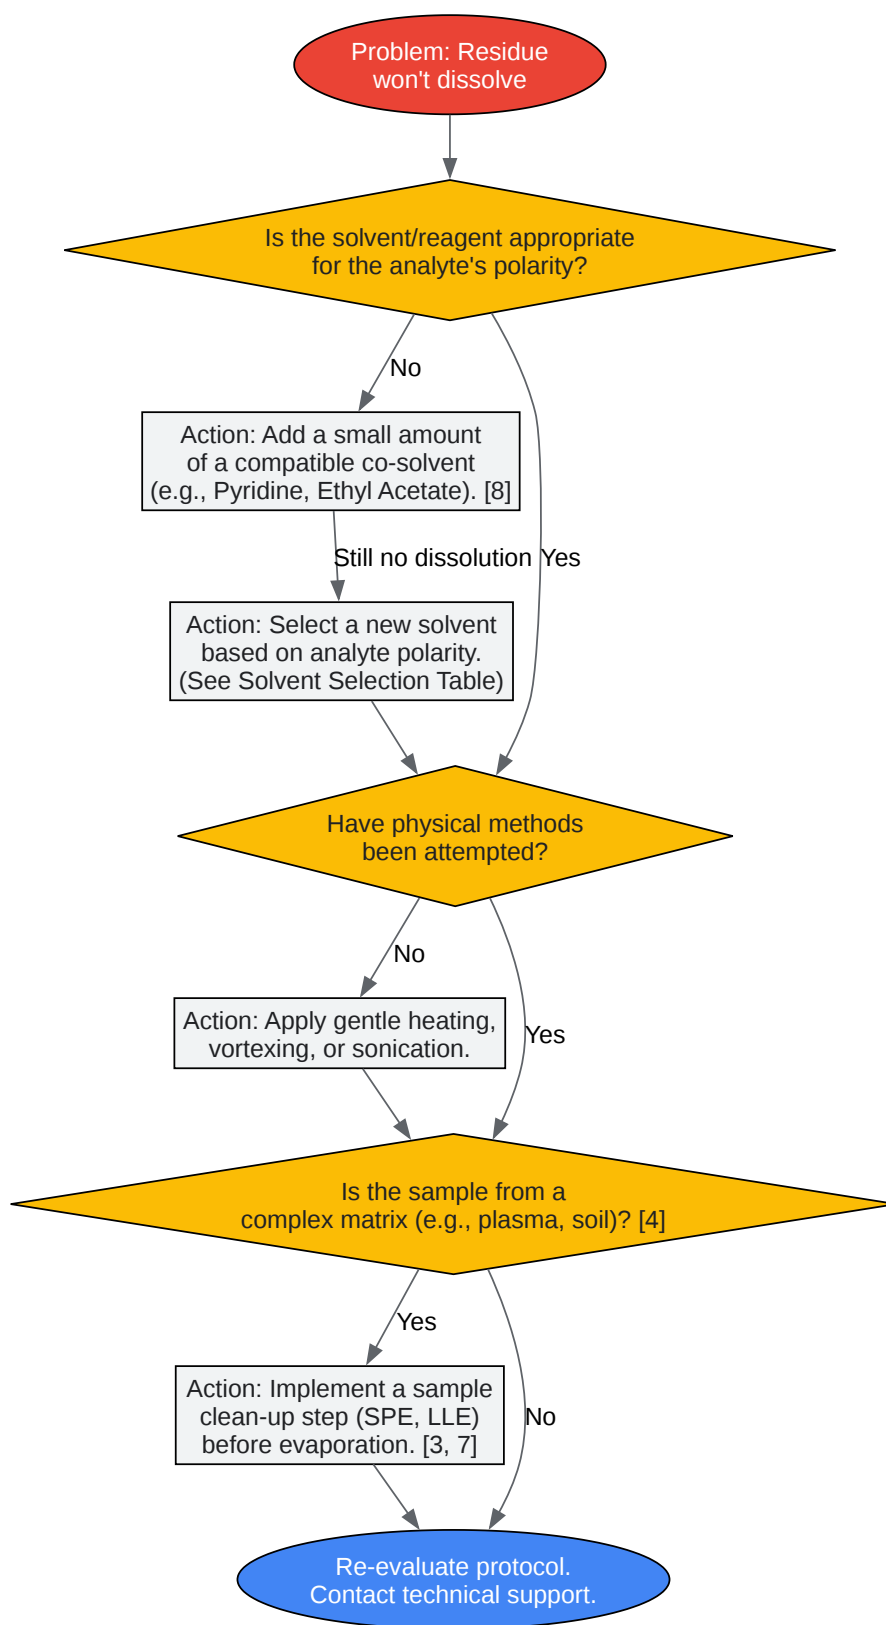 Problem: Residue
won't dissolve
Is the solvent/reagent appropriate
for the analyte's polarity?
No
Action: Add a small amount
of a compatible co-solvent
(e.g., Pyridine, Ethyl Acetate). [8]
Still no dissolution
Yes
Action: Select a new solvent
based on analyte polarity.
(See Solvent Selection Table)
Have physical methods
been attempted?
No
Action: Apply gentle heating,
vortexing, or sonication.
Yes
Is the sample from a
complex matrix (e.g., plasma, soil)? [4]
Yes
Action: Implement a sample
clean-up step (SPE, LLE)
before evaporation. [3, 7]
No
Re-evaluate protocol.
Contact technical support.